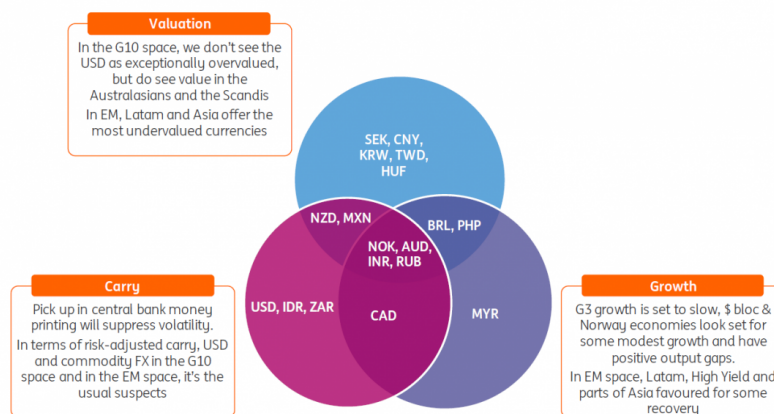 Valuation
In the G10 space, we don't see the
USD as exceptionally overvalued,
but do see value in the
Australasians and the Scandis
In EM, Latam and Asia offer the
most undervalued currencies
SEK, CNY,
KRW, TWD,
HUF
NZD, MXN
BRL, PHP
NOK, AUD,
INR, RUB
USD, IDR, ZAR
CAD
MYR
Carry
Pick up in central bank money
printing will suppress volatility.
In terms of risk-adjusted carry, USD
and commodity FX in the G10
space and in the EM space, it's the
usual suspects
Growth
G3 growth is set to slow, $ bloc &
Norway economies look set for
some modest growth and have
positive output gaps.
In EM space, Latam, High Yield and
parts of Asia favoured for some
recovery